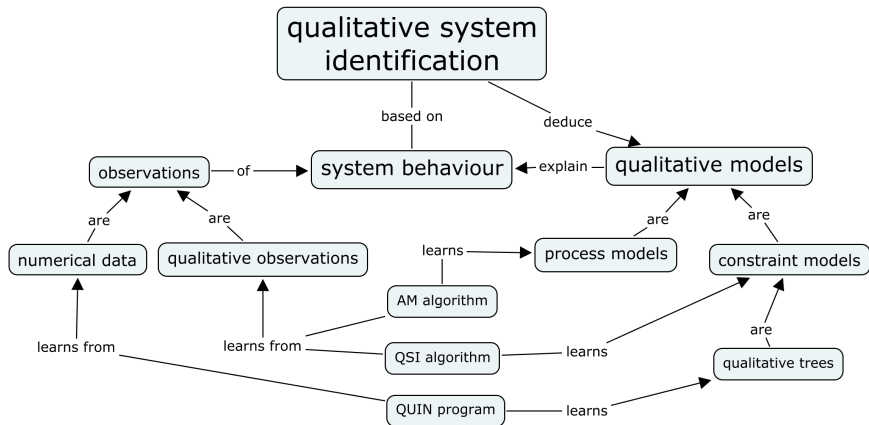 qualitative system
identification
based on
deduce
observations
of
system behaviour
explain
qualitative models
are
are
are
are
numerical data
qualitative observations
learns
process models
constraint models
AM algorithm
learns from
learns from
QSI algorithm
learns
are
qualitative trees
QUIN program
learns